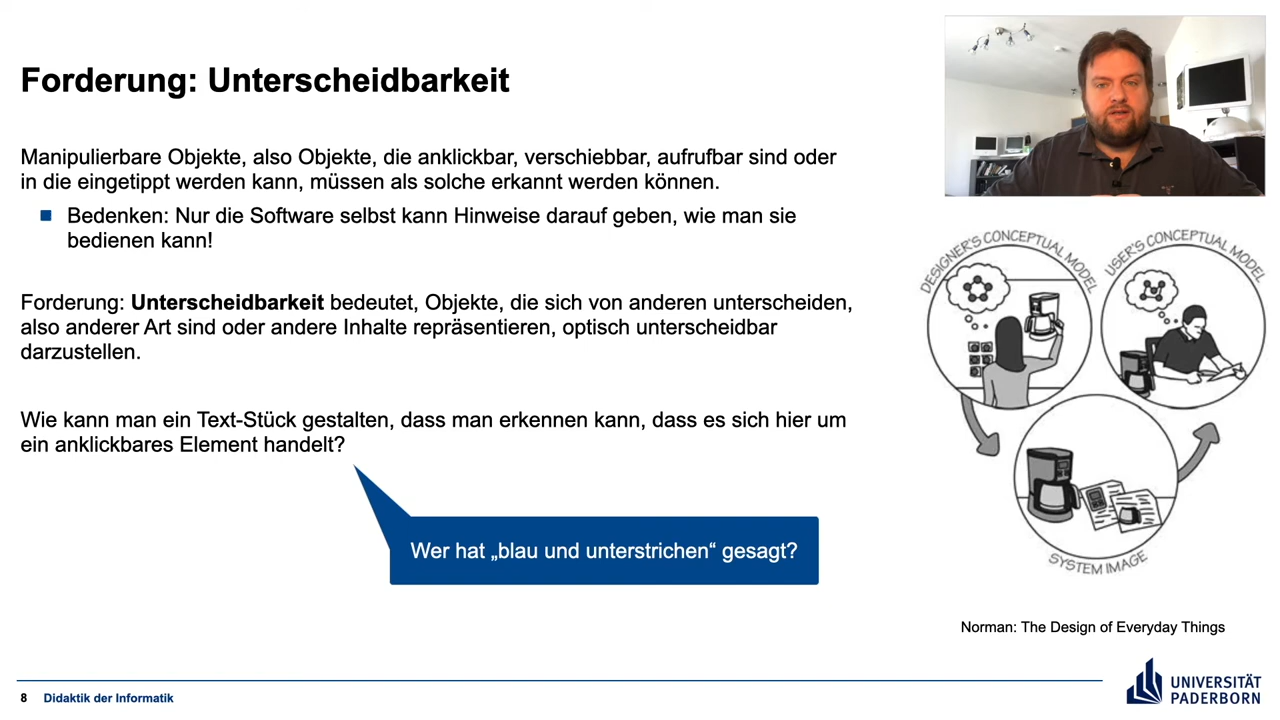 Forderung: Unterscheidbarkeit
Manipulierbare Objekte, also Objekte, die anklickbar, verschiebbar, aufrufbar sind oder
in die eingetippt werden kann, müssen als solche erkannt werden können.
Bedenken: Nur die Software selbst kann Hinweise darauf geben, wie man sie
bedienen kann!
Forderung: Unterscheidbarkeit bedeutet, Objekte, die sich von anderen unterscheiden,
also anderer Art sind oder andere Inhalte repräsentieren, optisch unterscheidbar
darzustellen.
Wie kann man ein Text-Stück gestalten, dass man erkennen kann, dass es sich hier um
ein anklickbares Element handelt?
Wer hat „blau und unterstrichen“ gesagt?
DESIGNER'S CONCEPTUAL MODEL
USER'S CONCEPTUAL MODEL
SYSTEM IMAGE
Norman: The Design of Everyday Things
8 Didaktik der Informatik
UNIVERSITÄT
PADERBORN